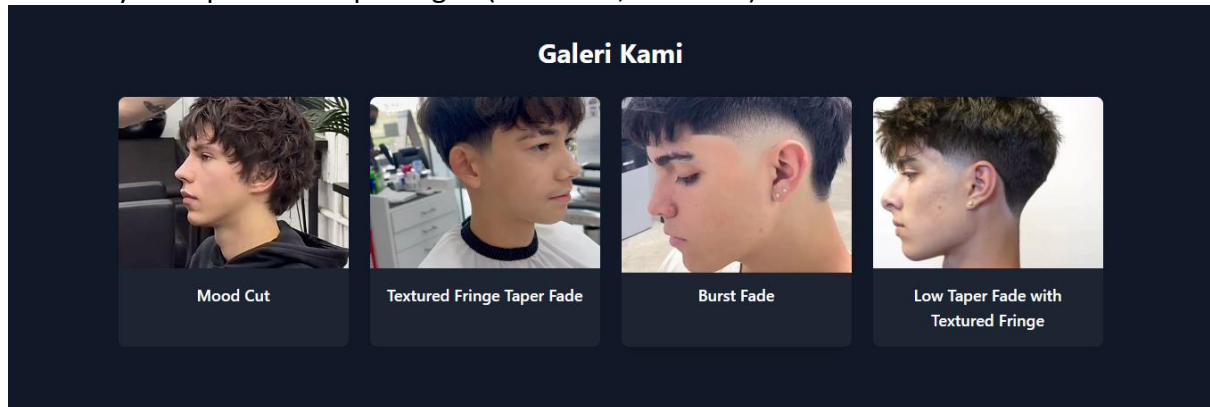 Galeri Kami
Mood Cut
Textured Fringe Taper Fade
Burst Fade
Low Taper Fade with
Textured Fringe